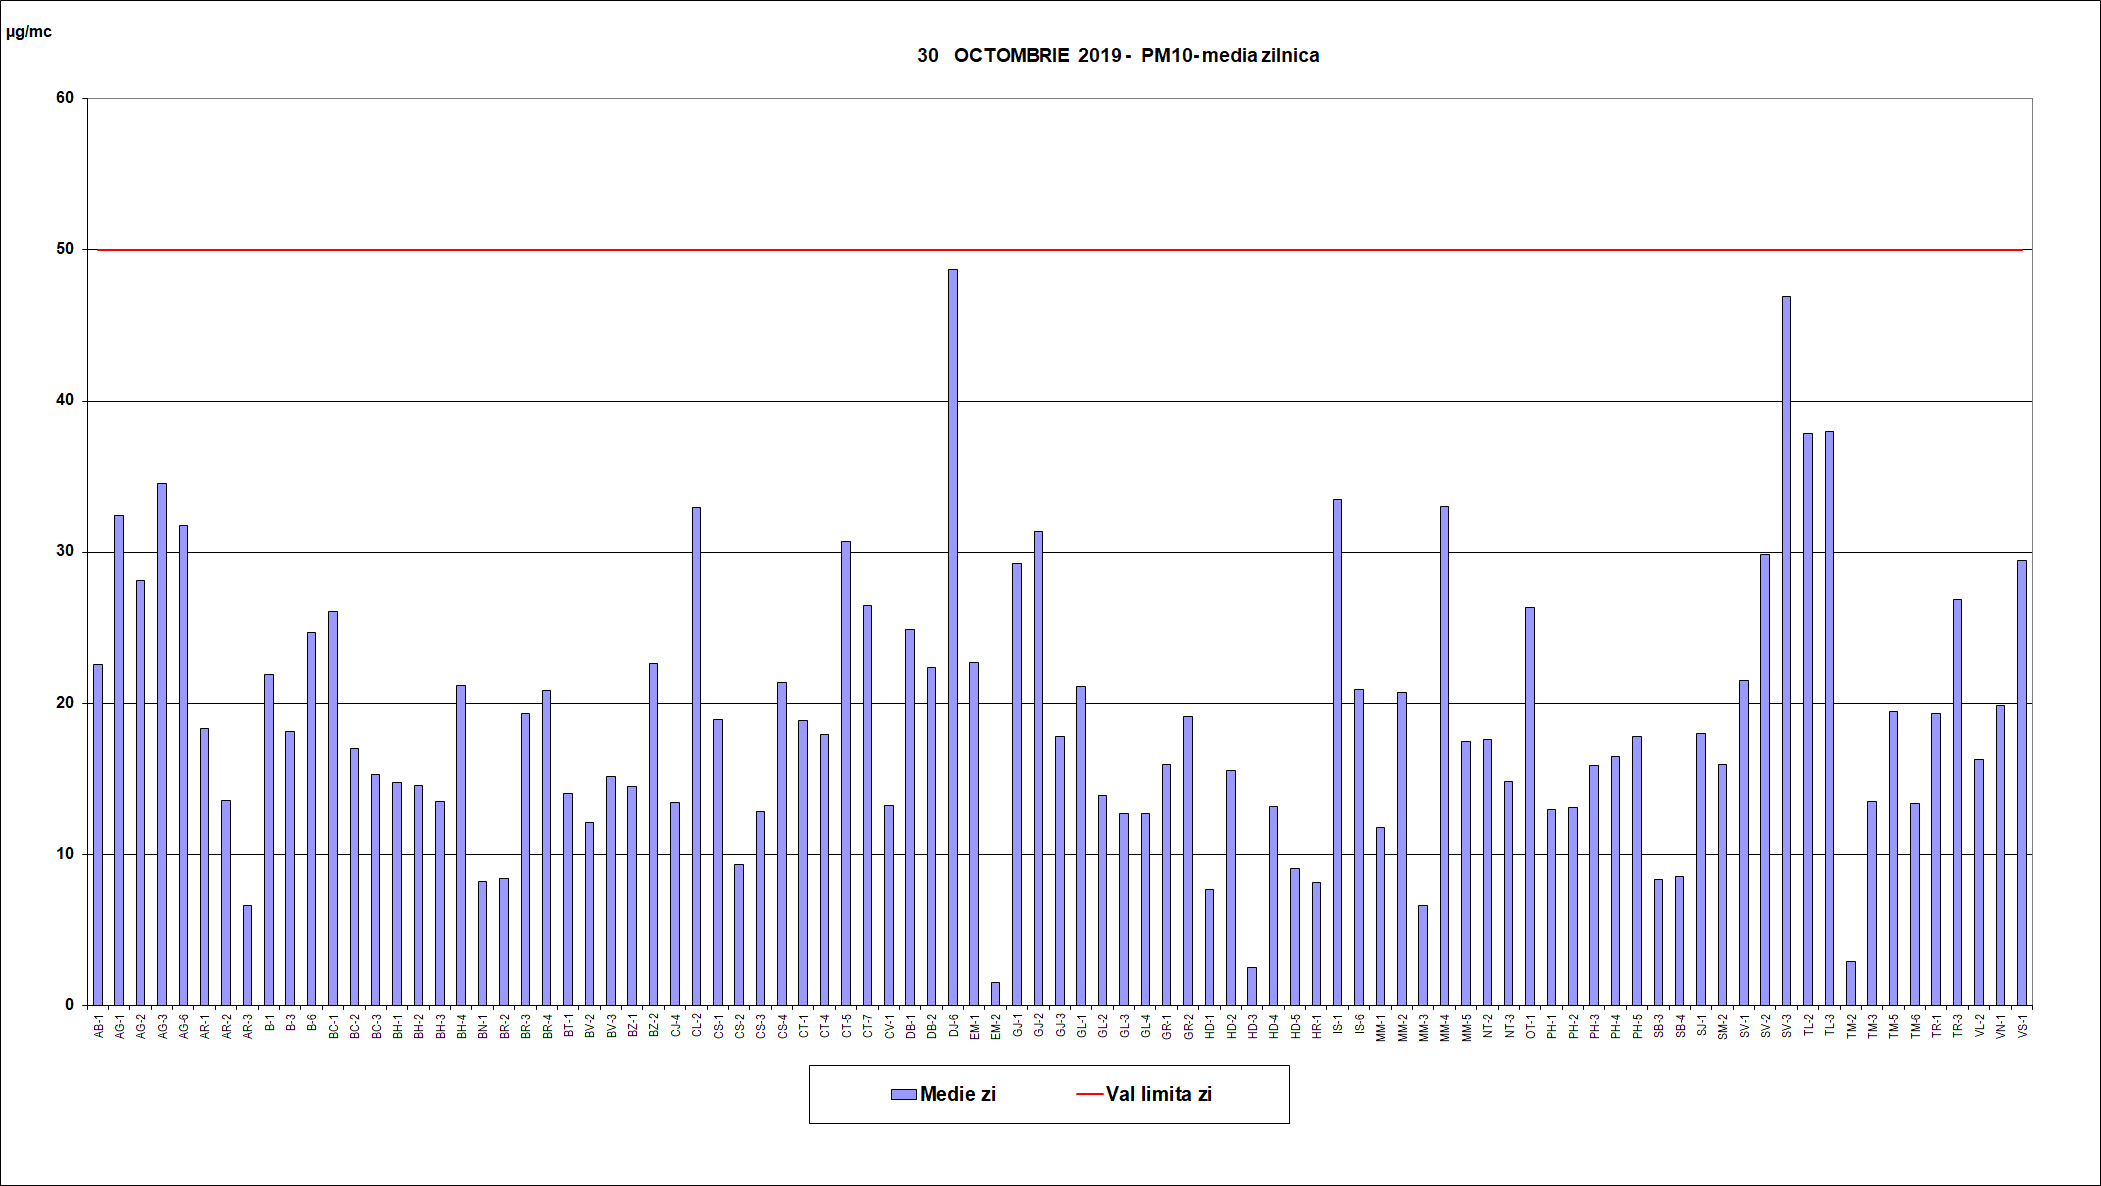 µg/mc
30 OCTOMBRIE 2019 - PM10- media zilnica
60
50
40
30
20
10
0
AB-1 AG-1 AG-2 AG-3 AG-6 AR-1 AR-2 AR-3 B-1 B-3 B-6 BC-1 BC-2 BC-3 BH-1 BH-2 BH-3 BH-4 BN-1 BR-2 BR-3 BR-4 BT-1 BV-2 BV-3 BZ-1 BZ-2 CJ-4 CL-2 CS-1 CS-2 CS-3 CS-4 CT-1 CT-4 CT-5 CT-7 CV-1 DB-1 DB-2 DJ-6 EM-1 EM-2 GJ-1 GJ-2 GJ-3 GL-1 GL-2 GL-3 GL-4 GR-1 GR-2 HD-1 HD-2 HD-3 HD-4 HD-5 HR-1 IS-1 IS-6 MM-1 MM-2 MM-3 MM-4 MM-5 NT-2 NT-3 OT-1 PH-1 PH-2 PH-3 PH-4 PH-5 SB-3 SB-4 SJ-1 SM-2 SV-1 SV-2 SV-3 TL-2 TL-3 TM-2 TM-3 TM-5 TM-6 TR-1 TR-3 VL-2 VN-1 VS-1
Medie zi Val limita zi